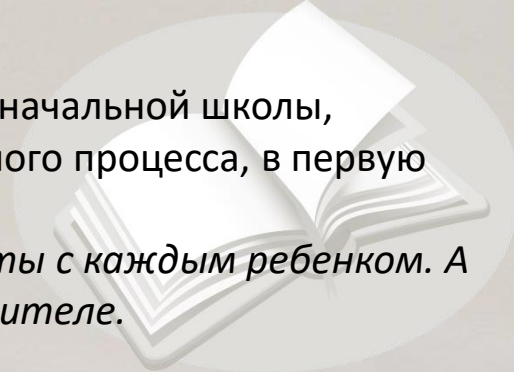 начальной школы,
ного процесса, в первую
ты с каждым ребенком. А
ителе.